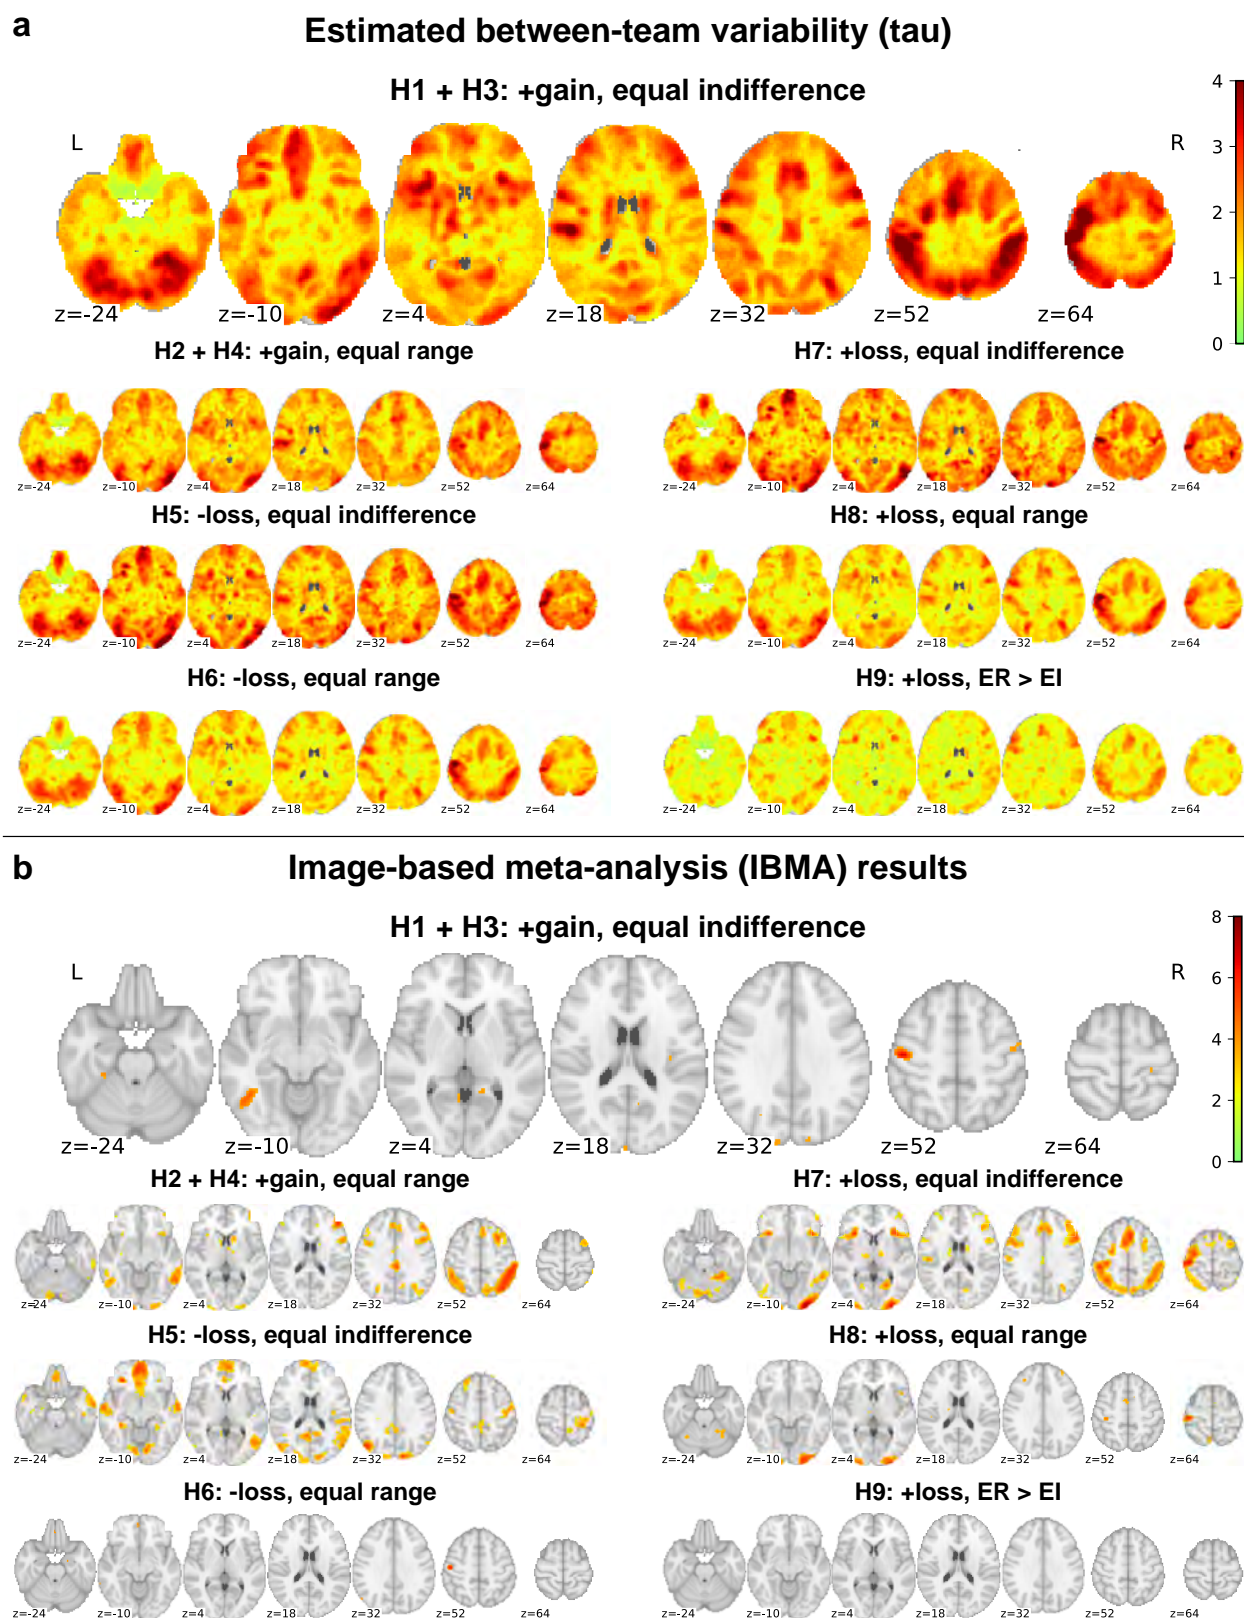 a
Estimated between-team variability (tau)
H1 + H3: +gain, equal indifference
L
R
4
3
2
1
0
z=-24 z=-10 z=4 z=18 z=32 z=52 z=64
H2 + H4: +gain, equal range
z=-24 z=-10 z=4 z=18 z=32 z=52 z=64
H7: +loss, equal indifference
z=-24 z=-10 z=4 z=18 z=32 z=52 z=64
H5: -loss, equal indifference
z=-24 z=-10 z=4 z=18 z=32 z=52 z=64
H8: +loss, equal range
z=-24 z=-10 z=4 z=18 z=32 z=52 z=64
H6: -loss, equal range
z=-24 z=-10 z=4 z=18 z=32 z=52 z=64
H9: +loss, ER > EI
z=-24 z=-10 z=4 z=18 z=32 z=52 z=64
b
Image-based meta-analysis (IBMA) results
H1 + H3: +gain, equal indifference
L
R
8
6
4
2
0
z=-24 z=-10 z=4 z=18 z=32 z=52 z=64
H2 + H4: +gain, equal range
z=-24 z=-10 z=4 z=18 z=32 z=52 z=64
H7: +loss, equal indifference
z=-24 z=-10 z=4 z=18 z=32 z=52 z=64
H5: -loss, equal indifference
z=-24 z=-10 z=4 z=18 z=32 z=52 z=64
H8: +loss, equal range
z=-24 z=-10 z=4 z=18 z=32 z=52 z=64
H6: -loss, equal range
z=-24 z=-10 z=4 z=18 z=32 z=52 z=64
H9: +loss, ER > EI
z=-24 z=-10 z=4 z=18 z=32 z=52 z=64